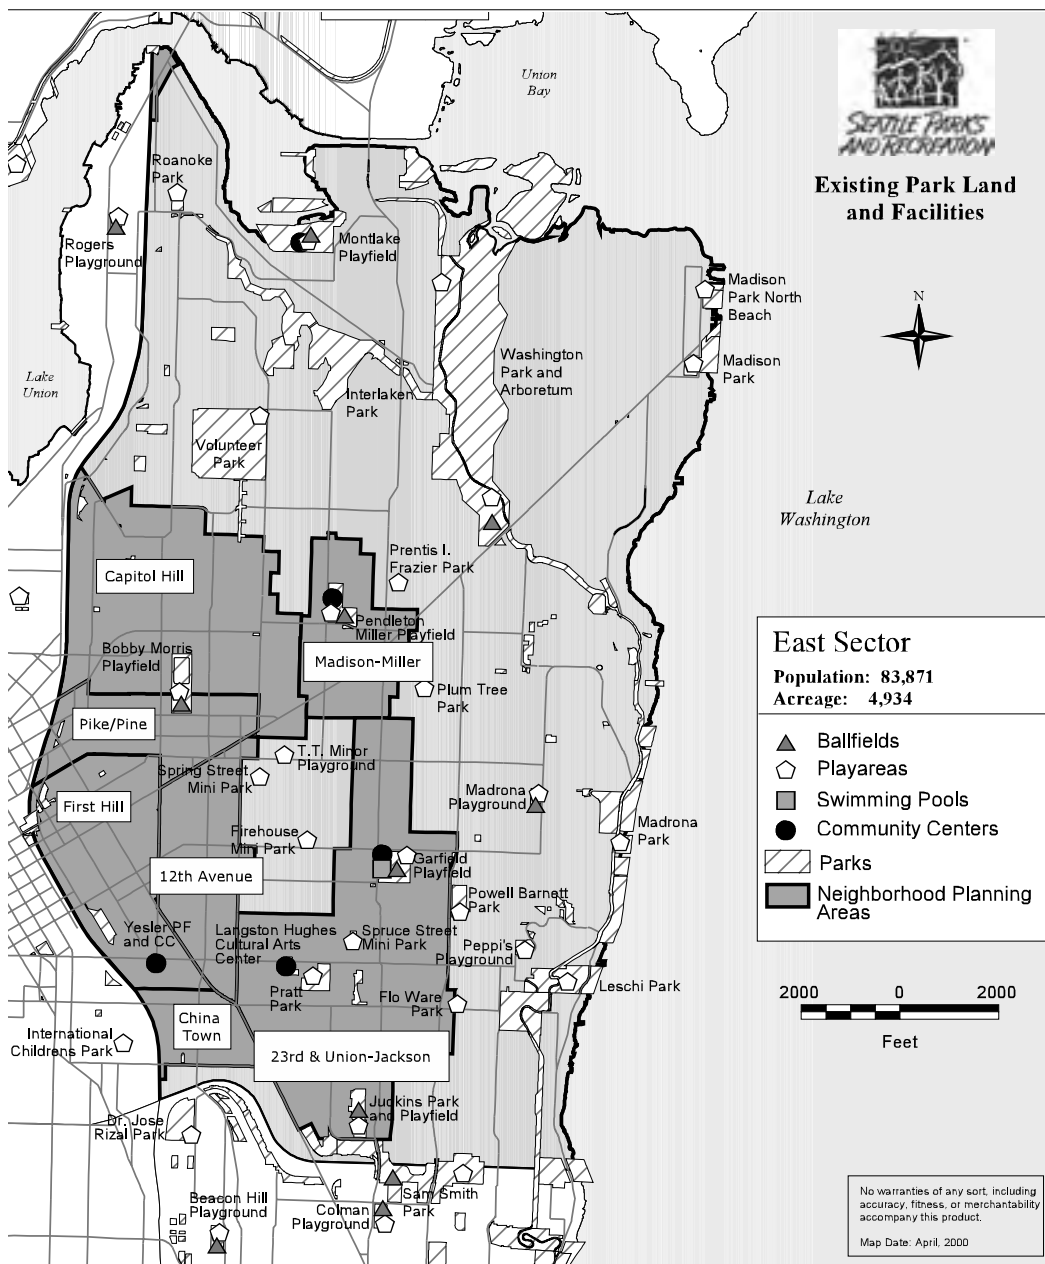 Union
Bay
SEATTLE PARKS
AND RECREATION
Existing Park Land
and Facilities
Roanoke
Park
Rogers
Playground
Montlake
Playfield
N
Madison
Park North
Beach
Washington
Park and
Arboretum
Madison
Park
Lake
Union
Interlaken
Park
Volunteer
Park
Lake
Washington
Prentis I.
Frazier Park
Capitol Hill
Pendleton
Miller Playfield
Bobby Morris
Playfield
Madison-Miller
Plum Tree
Park
Pike/Pine
T.T. Minor
Playground
Spring Street
Mini Park
First Hill
Madrona
Playground
Madrona
Park
Firehouse
Mini Park
12th Avenue
Garfield
Playfield
Powell Barnett
Park
Yesler PF
and CC
Langston Hughes
Cultural Arts
Center
Spruce Street
Mini Park
Peppi's
Playground
Pratt
Park
Flo Ware
Park
Leschi Park
China
Town
International
Childrens Park
23rd & Union-Jackson
Judkins Park
and Playfield
Dr. Jose
Rizal Park
Beacon Hill
Playground
Sam Smith
Park
Colman
Playground
East Sector
Population: 83,871
Acreage: 4,934
Ballfields
Playareas
Swimming Pools
Community Centers
Parks
Neighborhood Planning
Areas
2000 0 2000
Feet
No warranties of any sort, including
accuracy, fitness, or merchantability
accompany this product.
Map Date: April, 2000